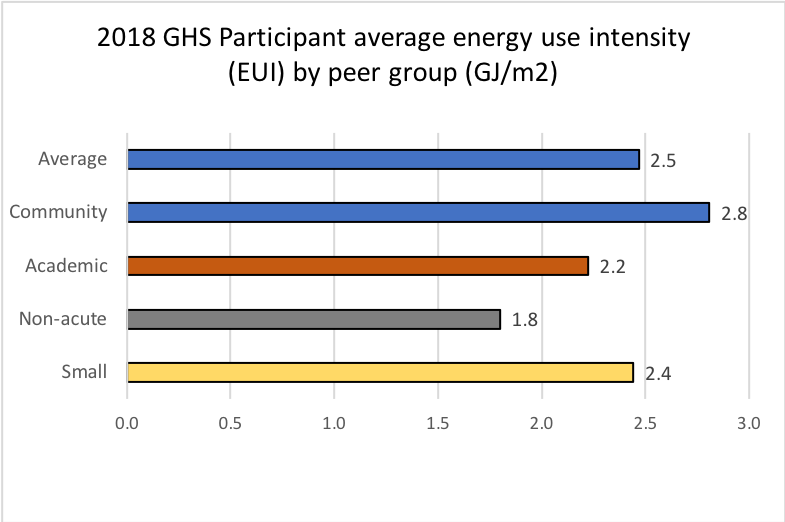 2018 GHS Participant average energy use intensity
(EUI) by peer group (GJ/m2)
Average 2.5
Community 2.8
Academic 2.2
Non-acute 1.8
Small 2.4
0.0 0.5 1.0 1.5 2.0 2.5 3.0